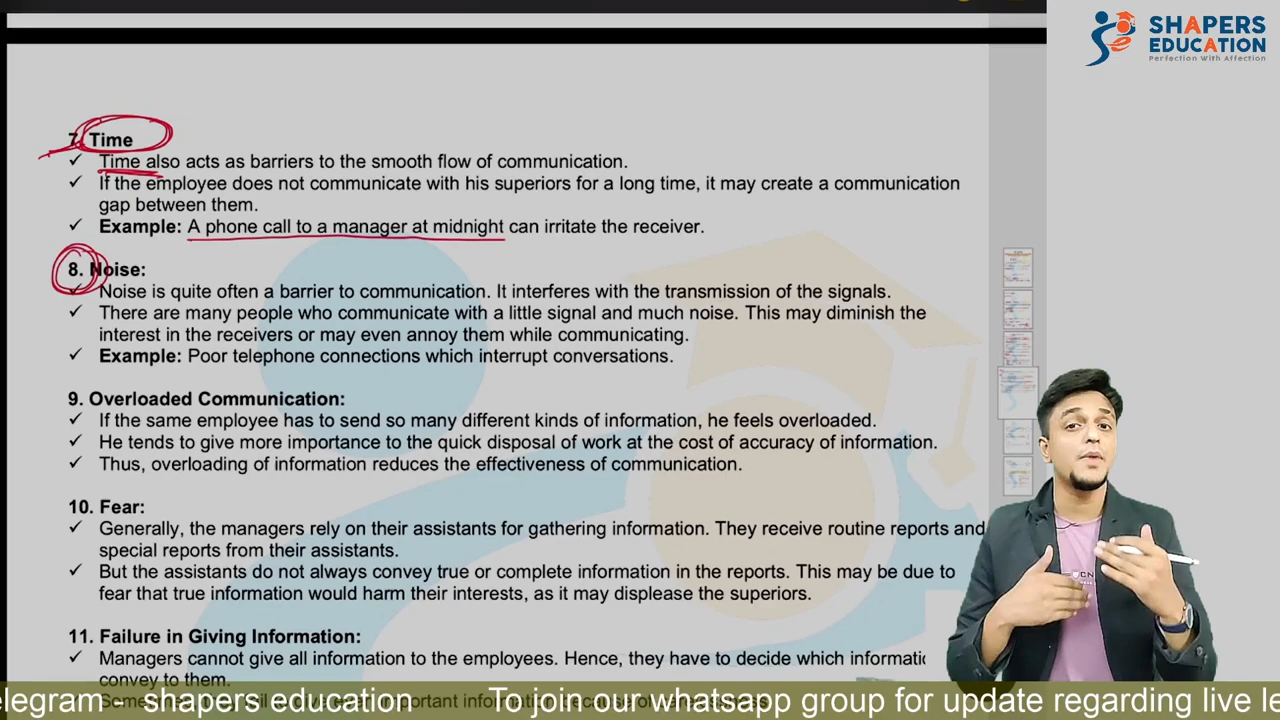 SHAPERS
EDUCATION
Perfection With Affection
7. Time
✓ Time also acts as barriers to the smooth flow of communication.
✓ If the employee does not communicate with his superiors for a long time, it may create a communication
gap between them.
✓ Example: A phone call to a manager at midnight can irritate the receiver.
8. Noise:
✓ Noise is quite often a barrier to communication. It interferes with the transmission of the signals.
✓ There are many people who communicate with a little signal and much noise. This may diminish the
interest in the receivers or may even annoy them while communicating.
✓ Example: Poor telephone connections which interrupt conversations.
9. Overloaded Communication:
✓ If the same employee has to send so many different kinds of information, he feels overloaded.
✓ He tends to give more importance to the quick disposal of work at the cost of accuracy of information.
✓ Thus, overloading of information reduces the effectiveness of communication.
10. Fear:
✓ Generally, the managers rely on their assistants for gathering information. They receive routine reports and
special reports from their assistants.
✓ But the assistants do not always convey true or complete information in the reports. This may be due to
fear that true information would harm their interests, as it may displease the superiors.
11. Failure in Giving Information:
✓ Managers cannot give all information to the employees. Hence, they have to decide which informati
convey to them.
elegram - shapers education To join our whatsapp group for update regarding live le